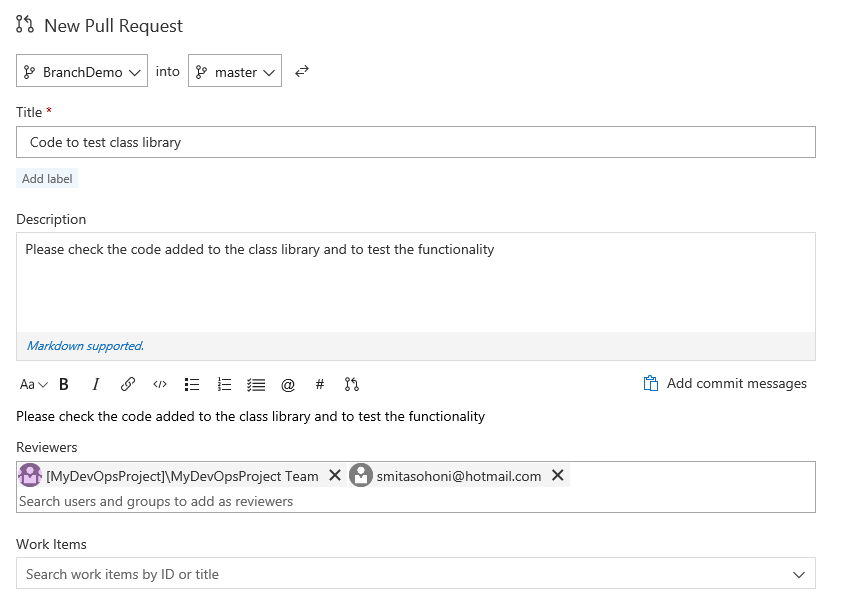 New Pull Request
BranchDemo into master
Title *
Code to test class library
Add label
Description
Please check the code added to the class library and to test the functionality
Markdown supported.
Aa B I </> @ # Add commit messages
Please check the code added to the class library and to test the functionality
Reviewers
[MyDevOpsProject]\MyDevOpsProject Team smitasohoni@hotmail.com
Search users and groups to add as reviewers
Work Items
Search work items by ID or title